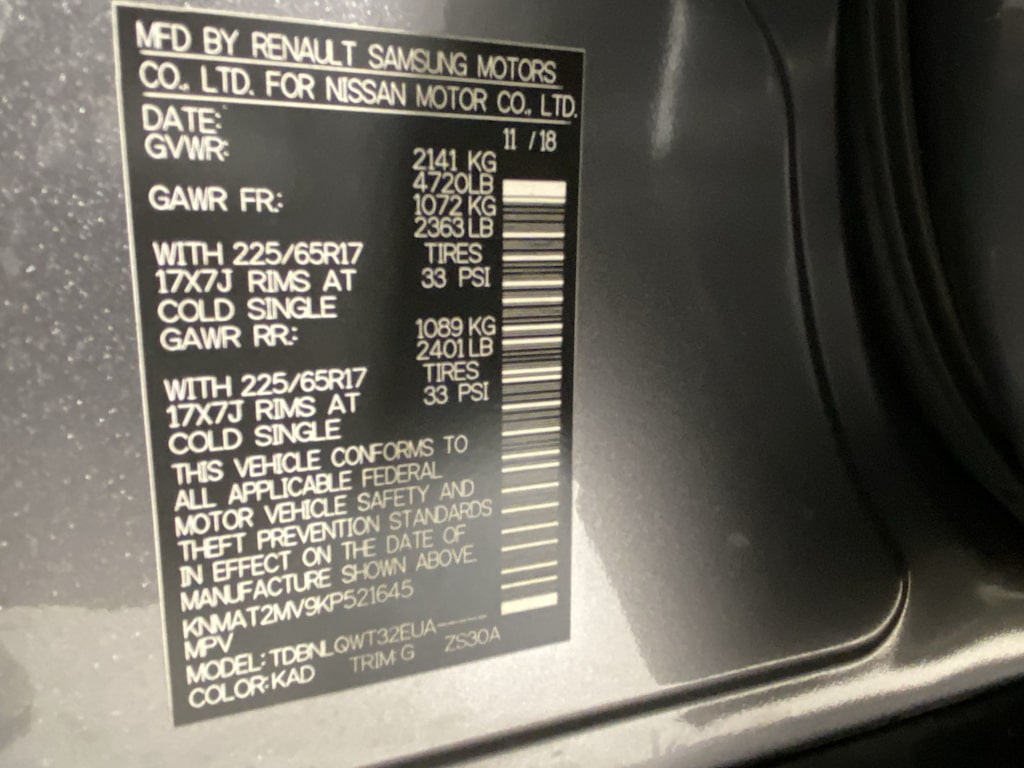 MFD BY RENAULT SAMSUNG MOTORS
CO., LTD. FOR NISSAN MOTOR CO., LTD.
DATE: 11 / 18
GVWR: 2141 KG
4720LB
GAWR FR: 1072 KG
2363LB
WITH 225/65R17 TIRES
17X7J RIMS AT 33 PSI
COLD SINGLE
GAWR RR: 1089 KG
2401LB
WITH 225/65R17 TIRES
17X7J RIMS AT 33 PSI
COLD SINGLE
THIS VEHICLE CONFORMS TO
ALL APPLICABLE FEDERAL
MOTOR VEHICLE SAFETY AND
THEFT PREVENTION STANDARDS
IN EFFECT ON THE DATE OF
MANUFACTURE SHOWN ABOVE.
KNMAT2MV9KP521645
MPV
MODEL: TDBNLQWT32EUA-----
COLOR: KAD TRIM: G ZS30A